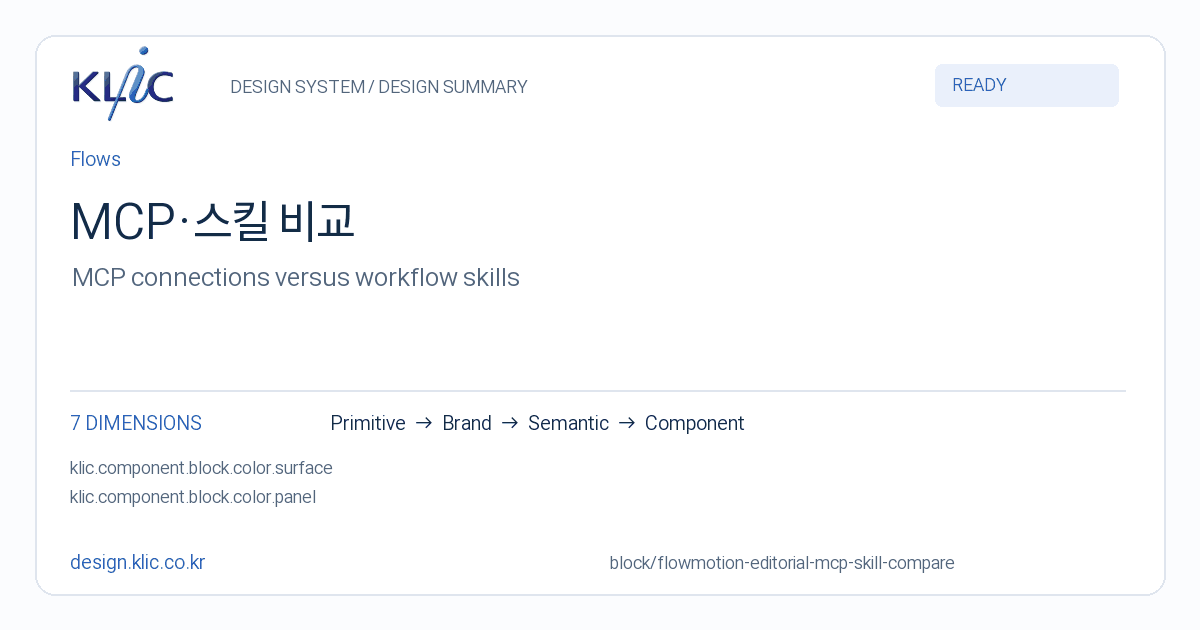 KLiC
DESIGN SYSTEM / DESIGN SUMMARY
READY
Flows
MCP·스킬 비교
MCP connections versus workflow skills
7 DIMENSIONS
Primitive → Brand → Semantic → Component
klic.component.block.color.surface
klic.component.block.color.panel
design.klic.co.kr
block/flowmotion-editorial-mcp-skill-compare